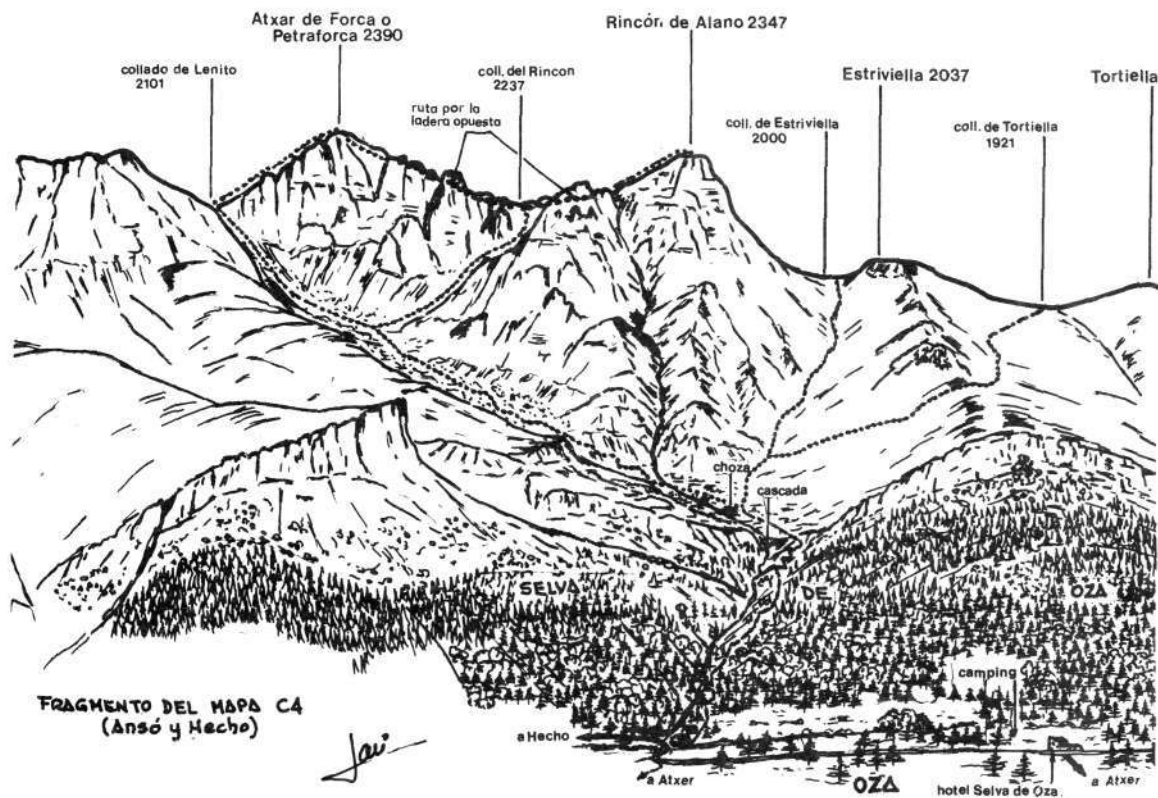 Atxar de Forca o
Petraforca 2390
Rincón de Alano 2347
collado de Lenito
2101
coll. del Rincon
2237
Estriviella 2037
Tortiella
ruta por la
ladera opuesta
coll. de Estriviella
2000
coll. de Tortiella
1921
choza
cascada
SELVA
DE
OZA
camping
FRAGMENTO DEL MAPA C4
(Ansó y Hecho)
Javi
a Hecho
a Atxer
OZA
hotel Selva de Oza
a Atxer